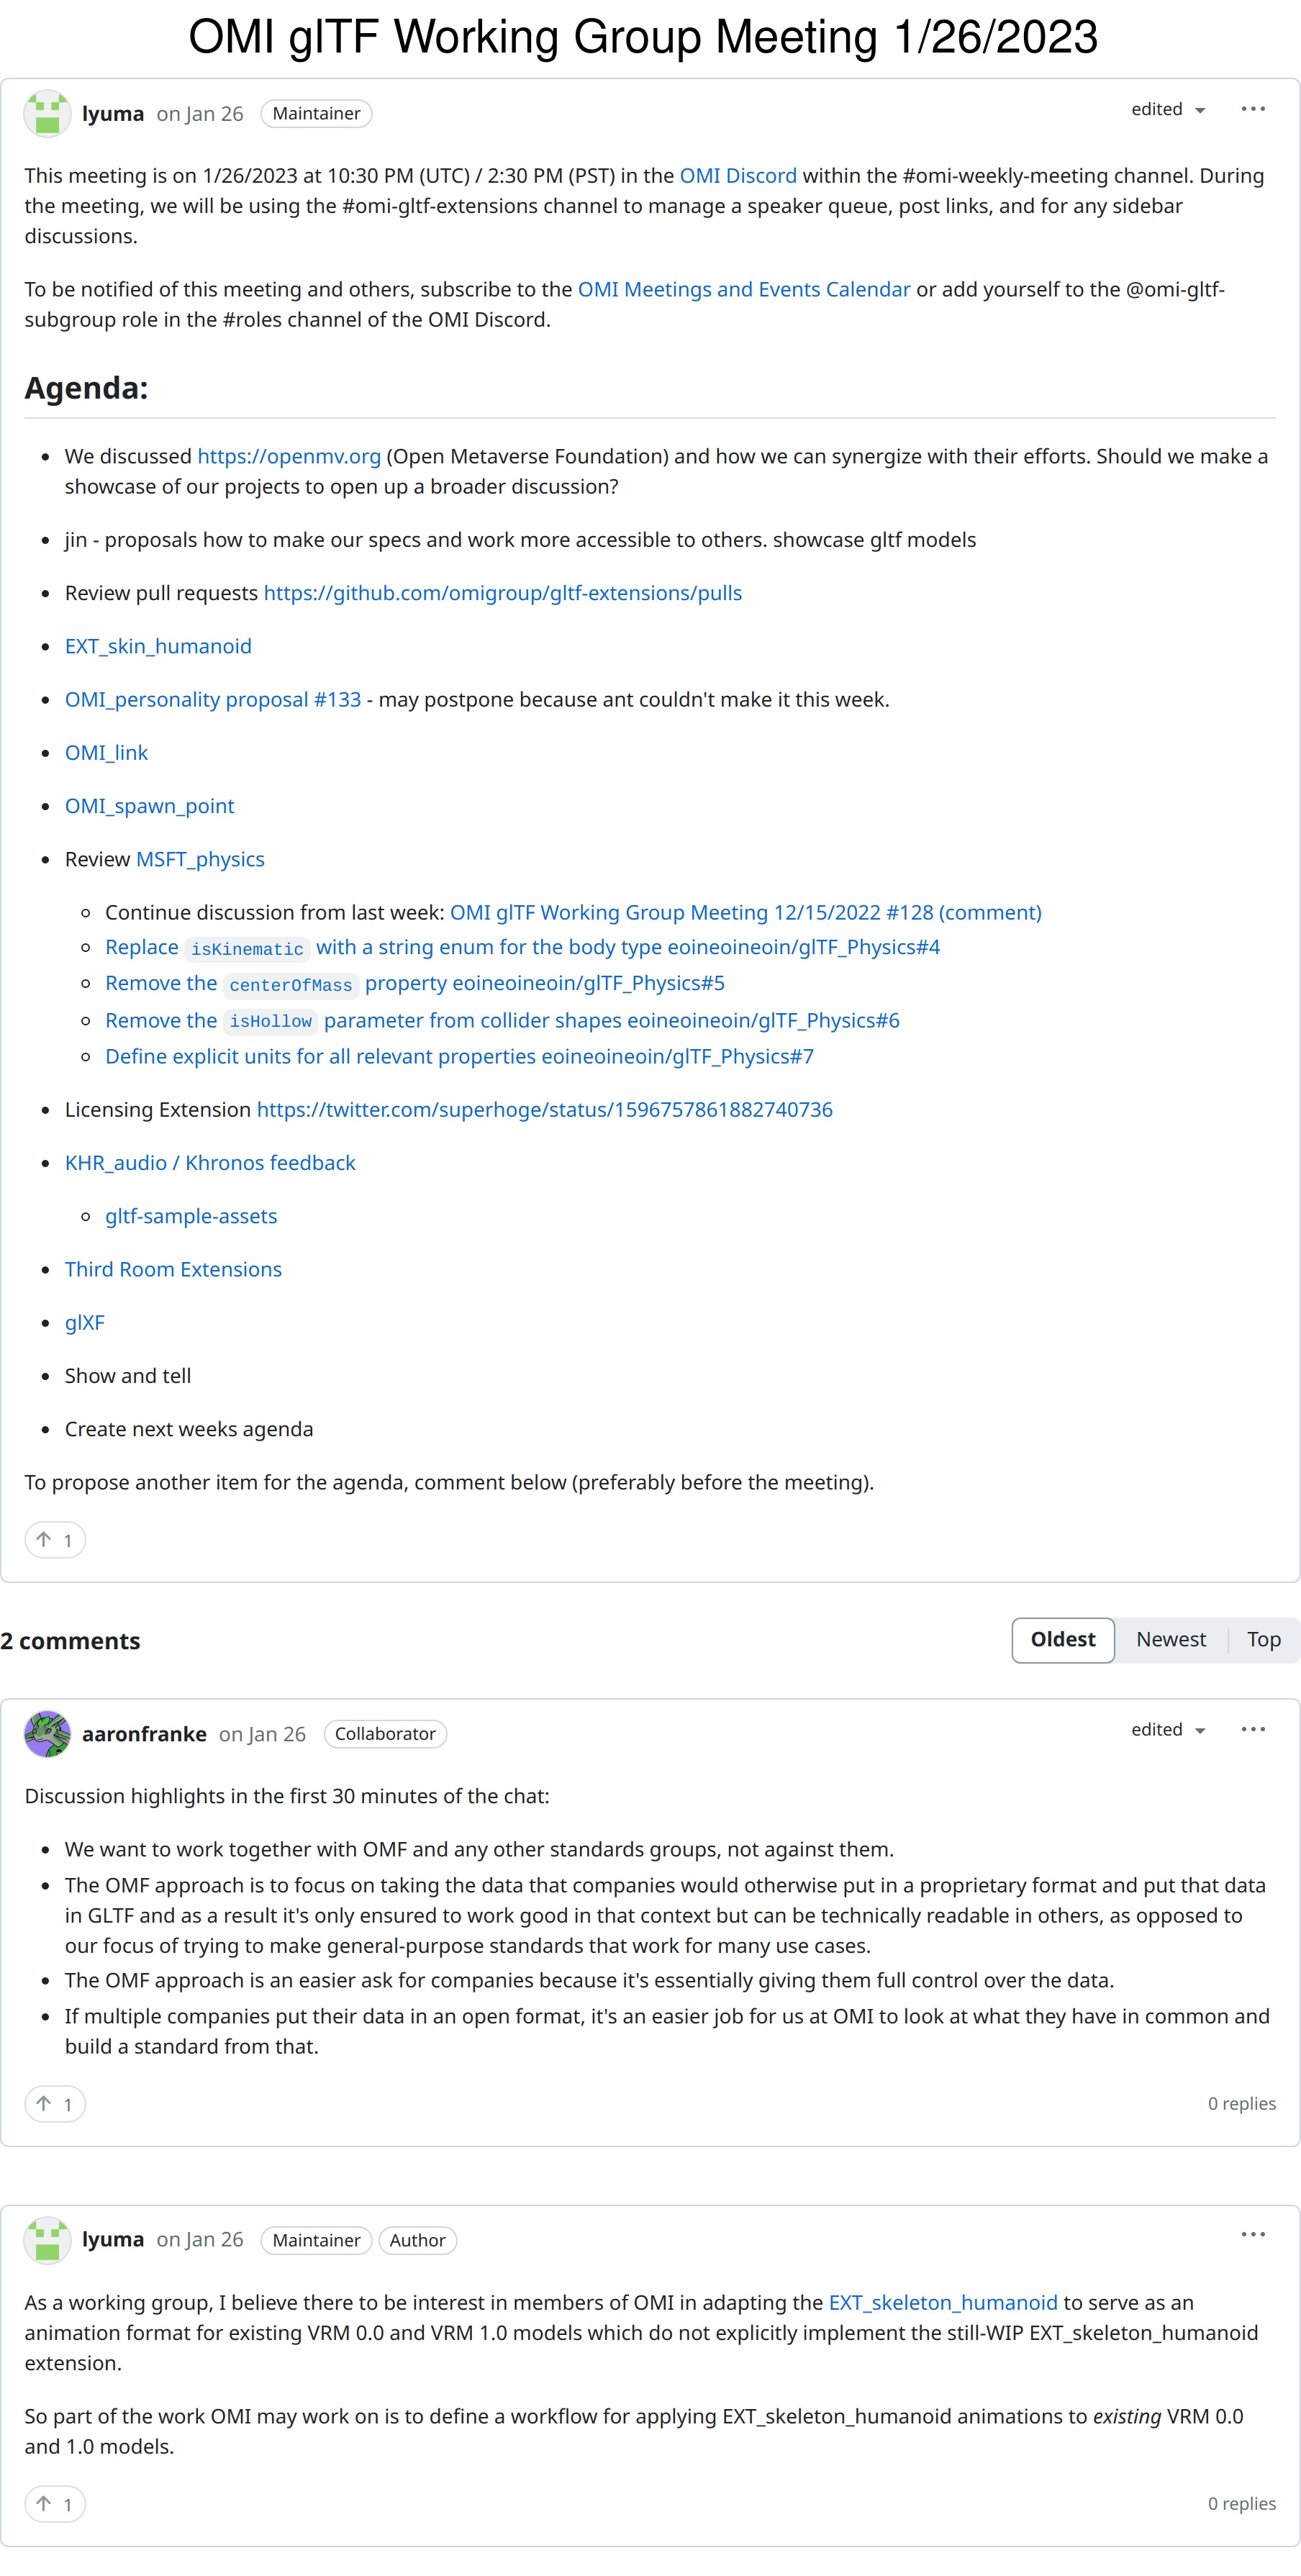 OMI glTF Working Group Meeting 1/26/2023
lyuma on Jan 26 Maintainer edited
This meeting is on 1/26/2023 at 10:30 PM (UTC) / 2:30 PM (PST) in the OMI Discord within the #omi-weekly-meeting channel. During
the meeting, we will be using the #omi-gltf-extensions channel to manage a speaker queue, post links, and for any sidebar
discussions.
To be notified of this meeting and others, subscribe to the OMI Meetings and Events Calendar or add yourself to the @omi-gltf-
subgroup role in the #roles channel of the OMI Discord.
Agenda:
We discussed https://openmv.org (Open Metaverse Foundation) and how we can synergize with their efforts. Should we make a
showcase of our projects to open up a broader discussion?
jin - proposals how to make our specs and work more accessible to others. showcase gltf models
Review pull requests https://github.com/omigroup/gltf-extensions/pulls
EXT_skin_humanoid
OMI_personality proposal #133 - may postpone because ant couldn't make it this week.
OMI_link
OMI_spawn_point
Review MSFT_physics
Continue discussion from last week: OMI glTF Working Group Meeting 12/15/2022 #128 (comment)
Replace isKinematic with a string enum for the body type eoineoineoin/glTF_Physics#4
Remove the centerOfMass property eoineoineoin/glTF_Physics#5
Remove the isHollow parameter from collider shapes eoineoineoin/glTF_Physics#6
Define explicit units for all relevant properties eoineoineoin/glTF_Physics#7
Licensing Extension https://twitter.com/superhoge/status/1596757861882740736
KHR_audio / Khronos feedback
gltf-sample-assets
Third Room Extensions
glXF
Show and tell
Create next weeks agenda
To propose another item for the agenda, comment below (preferably before the meeting).
1
2 comments Oldest Newest Top
aaronfranke on Jan 26 Collaborator edited
Discussion highlights in the first 30 minutes of the chat:
We want to work together with OMF and any other standards groups, not against them.
The OMF approach is to focus on taking the data that companies would otherwise put in a proprietary format and put that data
in GLTF and as a result it's only ensured to work good in that context but can be technically readable in others, as opposed to
our focus of trying to make general-purpose standards that work for many use cases.
The OMF approach is an easier ask for companies because it's essentially giving them full control over the data.
If multiple companies put their data in an open format, it's an easier job for us at OMI to look at what they have in common and
build a standard from that.
1 0 replies
lyuma on Jan 26 Maintainer Author
As a working group, I believe there to be interest in members of OMI in adapting the EXT_skeleton_humanoid to serve as an
animation format for existing VRM 0.0 and VRM 1.0 models which do not explicitly implement the still-WIP EXT_skeleton_humanoid
extension.
So part of the work OMI may work on is to define a workflow for applying EXT_skeleton_humanoid animations to existing VRM 0.0
and 1.0 models.
1 0 replies